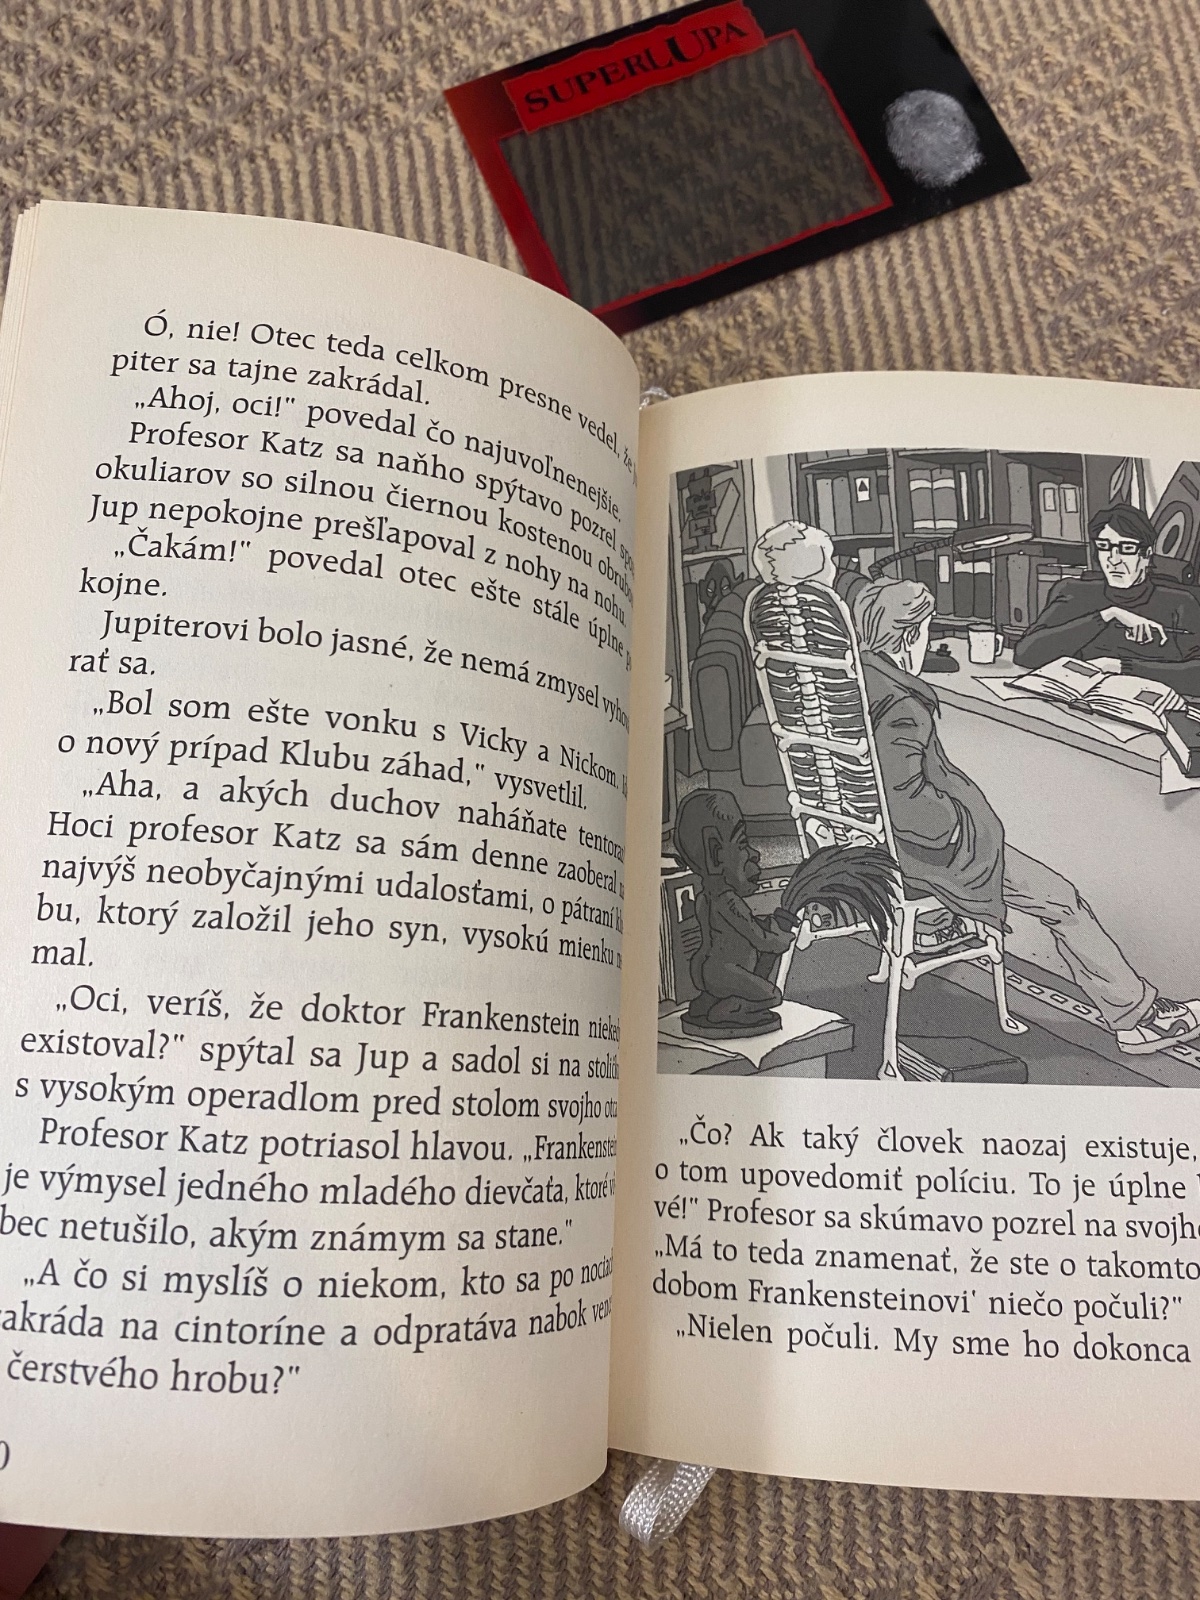 SUPERLUPA
Ó, nie! Otec teda celkom presne vedel, že
piter sa tajne zakrádal.
„Ahoj, oci!" povedal čo najuvoľnenejšie.
Profesor Katz sa naňho spýtavo pozrel
okuliarov so silnou čiernou kostenou
Jup nepokojne prešľapoval z nohy na nohu.
„Čakám!" povedal otec ešte stále úplne
kojne.
Jupiterovi bolo jasné, že nemá zmysel
rať sa.
„Bol som ešte vonku s Vicky a Nickom.
o nový prípad Klubu záhad," vysvetlil.
„Aha, a akých duchov naháňate
Hoci profesor Katz sa sám denne zaoberal
najvýš neobyčajnými udalosťami, o pátraní
bu, ktorý založil jeho syn, vysokú mienku
mal.
„Oci, veríš, že doktor Frankenstein
existoval?" spýtal sa Jup a sadol si na
s vysokým operadlom pred stolom svojho
Profesor Katz potriasol hlavou.
je výmysel jedného mladého dievčaťa, ktoré
bec netušilo, akým známym sa stane."
„A čo si myslíš o niekom, kto sa po
zakráda na cintoríne a odpratáva nabok
čerstvého hrobu?"
„Čo? Ak taký človek naozaj existuje,
o tom upovedomiť políciu. To je úplne
vé!" Profesor sa skúmavo pozrel na
„Má to teda znamenať, že ste o takomto
dobom Frankensteinovi' niečo počuli?"
„Nielen počuli. My sme ho dokonca